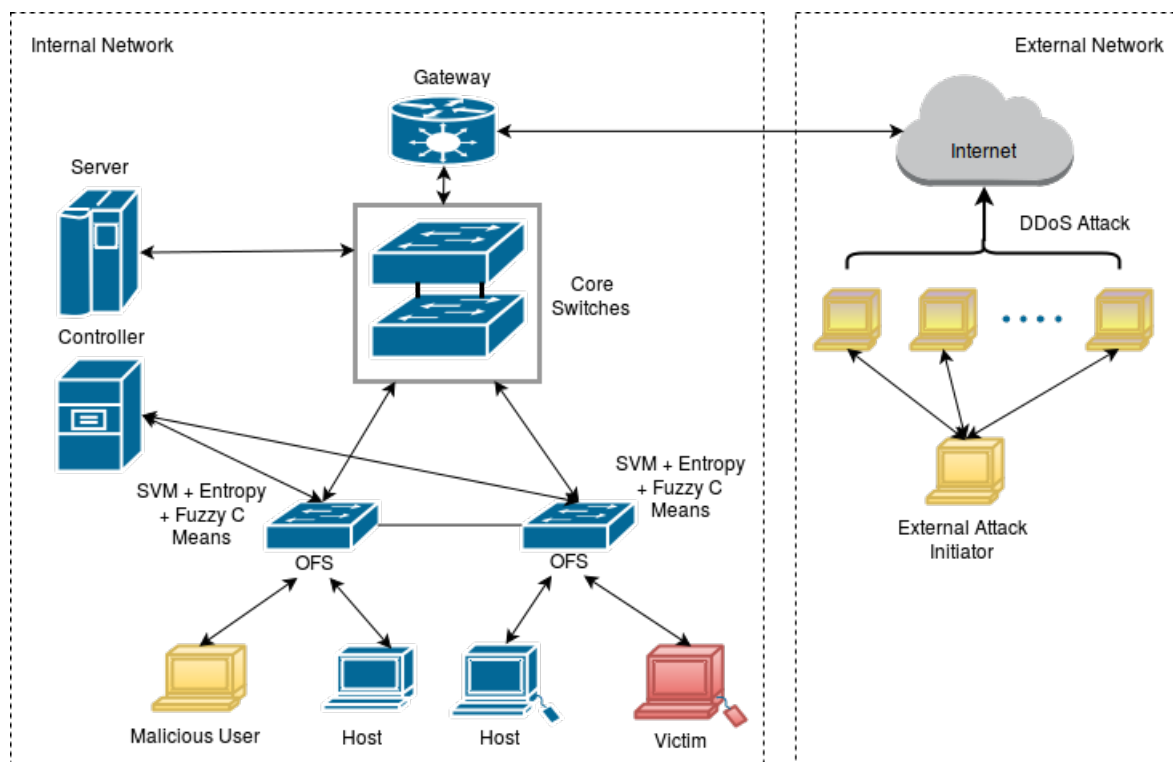 Internal Network
External Network
Gateway
Internet
Server
DDoS Attack
Core
Switches
Controller
SVM + Entropy
+ Fuzzy C
Means
SVM + Entropy
+ Fuzzy C
Means
External Attack
Initiator
OFS
OFS
Malicious User
Host
Host
Victim